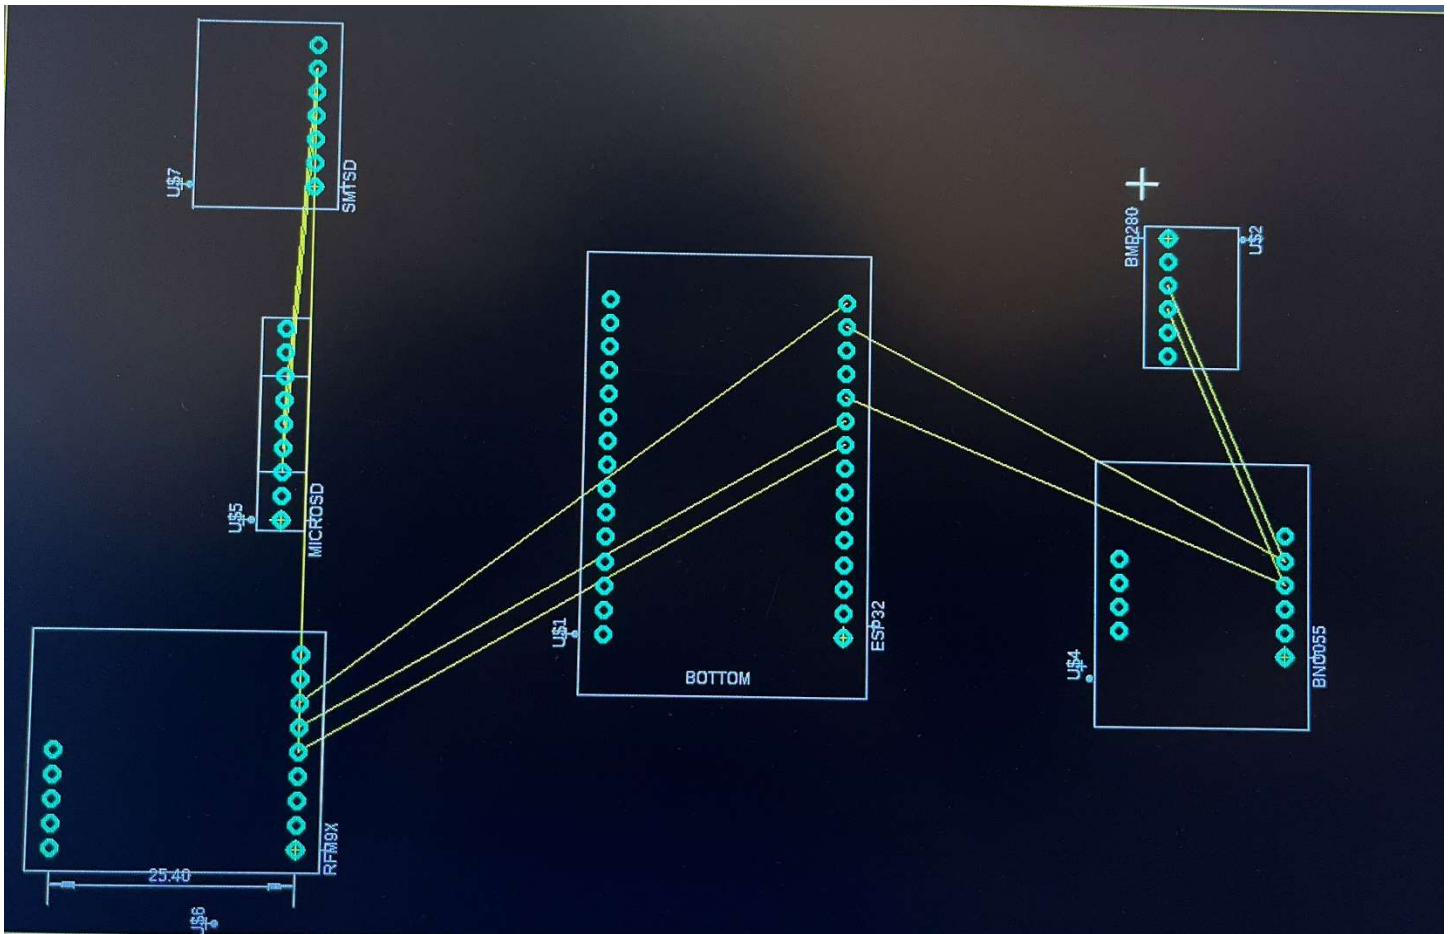 U$7
SMTSD
BMP280
U$2
U$5
MICROSD
U$1
ESP32
BOTTOM
U$4
BNO055
RFM9X
25.40
U$6